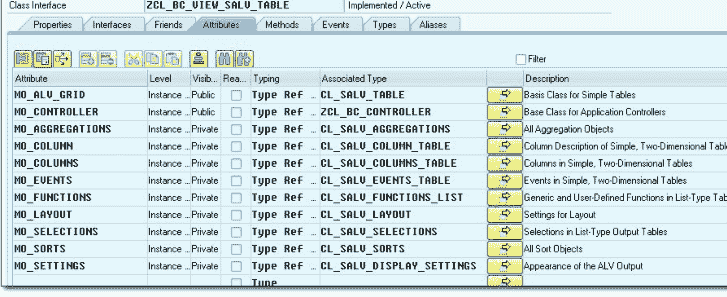 Class Interface ZCL_BC_VIEW_SALV_TABLE Implemented / Active
Properties Interfaces Friends Attributes Methods Events Types Aliases
Filter
Attribute Level Visib... Rea... Typing Associated Type Description
MO_ALV_GRID Instance ... Public Type Ref ... CL_SALV_TABLE Basis Class for Simple Tables
MO_CONTROLLER Instance ... Public Type Ref ... ZCL_BC_CONTROLLER Base Class for Application Controllers
MO_AGGREGATIONS Instance ... Private Type Ref ... CL_SALV_AGGREGATIONS All Aggregation Objects
MO_COLUMN Instance ... Private Type Ref ... CL_SALV_COLUMN_TABLE Column Description of Simple, Two-Dimensional Tabl
MO_COLUMNS Instance ... Private Type Ref ... CL_SALV_COLUMNS_TABLE Columns in Simple, Two-Dimensional Tables
MO_EVENTS Instance ... Private Type Ref ... CL_SALV_EVENTS_TABLE Events in Simple, Two-Dimensional Tables
MO_FUNCTIONS Instance ... Private Type Ref ... CL_SALV_FUNCTIONS_LIST Generic and User-Defined Functions in List-Type Tab
MO_LAYOUT Instance ... Private Type Ref ... CL_SALV_LAYOUT Settings for Layout
MO_SELECTIONS Instance ... Private Type Ref ... CL_SALV_SELECTIONS Selections in List-Type Output Tables
MO_SORTS Instance ... Private Type Ref ... CL_SALV_SORTS All Sort Objects
MO_SETTINGS Instance ... Private Type Ref ... CL_SALV_DISPLAY_SETTINGS Appearance of the ALV Output
Type